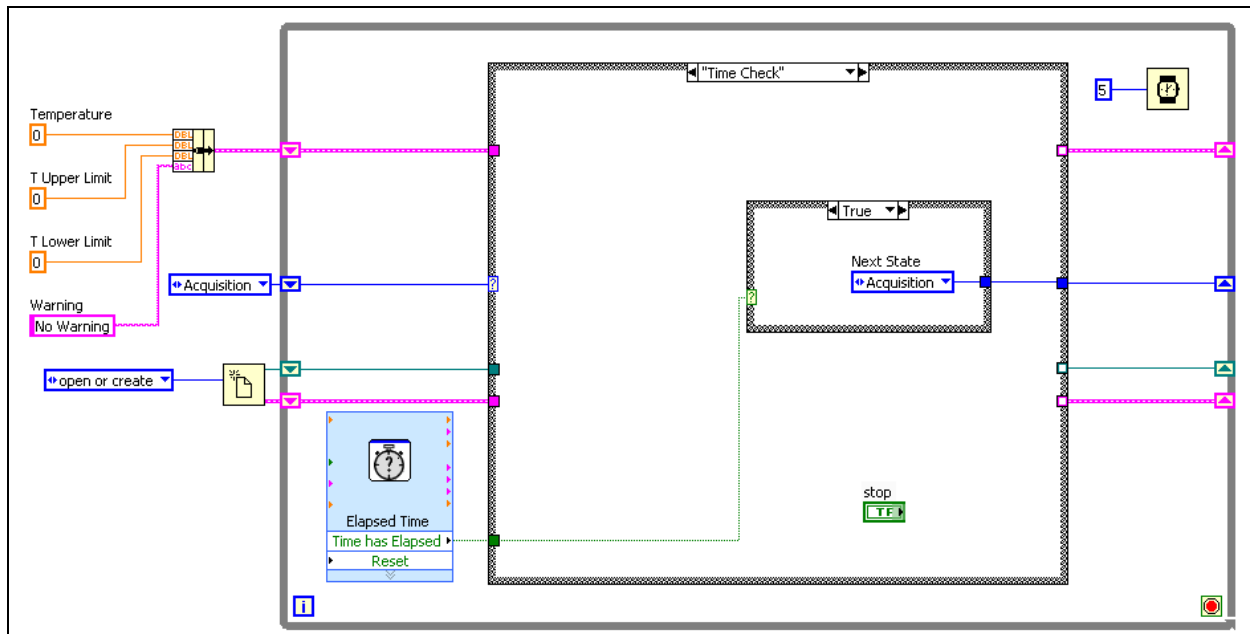 "Time Check"
5
Temperature
0
DBL
DBL
DBL
abc
T Upper Limit
0
T Lower Limit
0
Warning
No Warning
Acquisition
open or create
True
Next State
Acquisition
?
?
?
Elapsed Time
Time has Elapsed
Reset
stop
TF
i